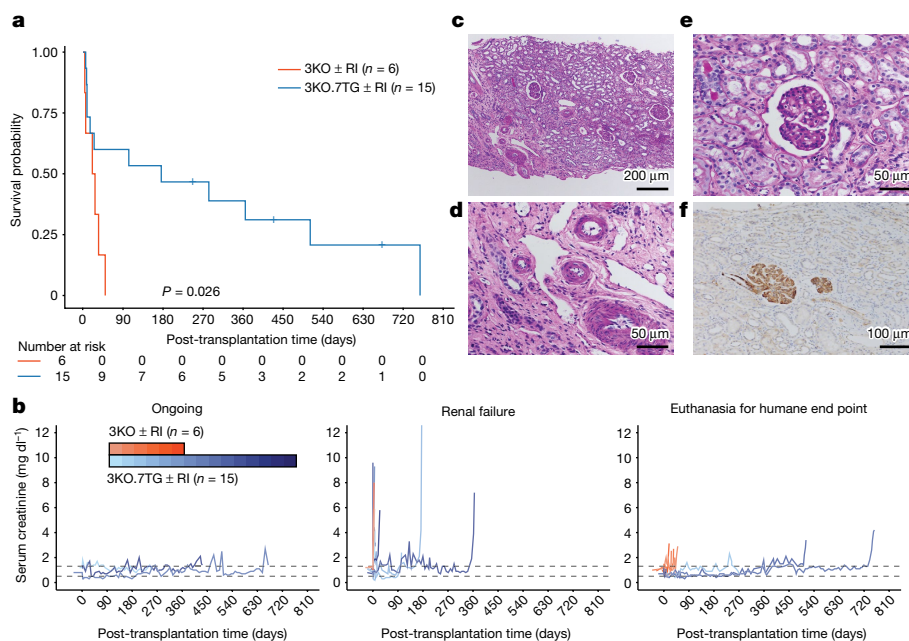 a
1.00
0.75
0.50
0.25
0
Survival probability
3KO ± RI (n = 6)
3KO.7TG ± RI (n = 15)
P = 0.026
0 90 180 270 360 450 540 630 720 810
Post-transplantation time (days)
Number at risk
6 0 0 0 0 0 0 0 0 0
15 9 7 6 5 3 2 2 1 0
c
200 μm
d
50 μm
e
50 μm
f
100 μm
b
Ongoing
Serum creatinine (mg dl⁻¹)
12
10
8
6
4
2
0
3KO ± RI (n = 6)
3KO.7TG ± RI (n = 15)
0 90 180 270 360 450 540 630 720 810
Post-transplantation time (days)
Renal failure
12
10
8
6
4
2
0
0 90 180 270 360 450 540 630 720 810
Post-transplantation time (days)
Euthanasia for humane end point
12
10
8
6
4
2
0
0 90 180 270 360 450 540 630 720 810
Post-transplantation time (days)